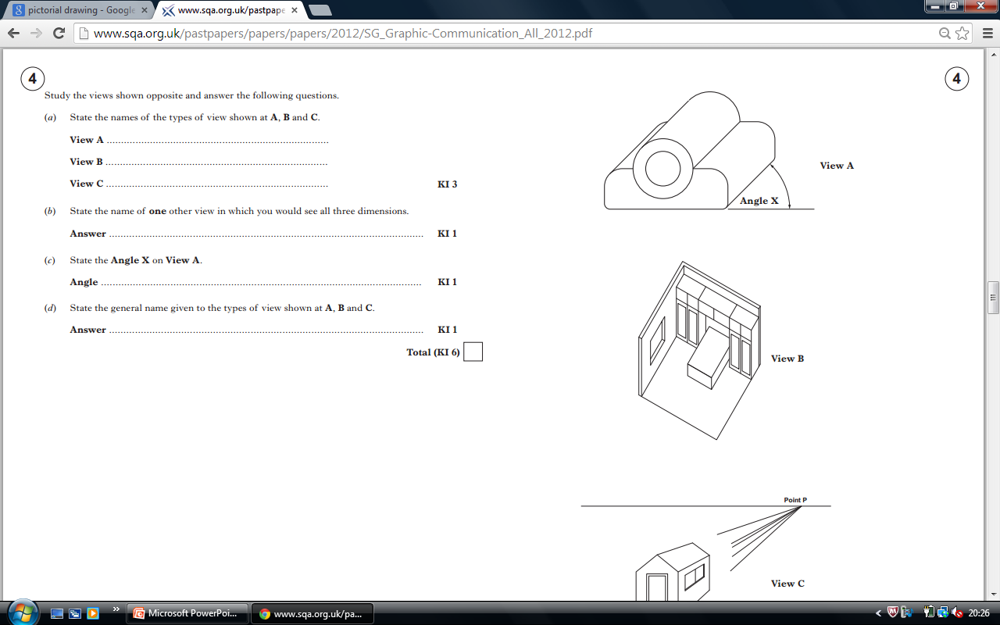 pictorial drawing - Google
www.sqa.org.uk/pastpape
www.sqa.org.uk/pastpapers/papers/papers/2012/SG_Graphic-Communication_All_2012.pdf
4
4
Study the views shown opposite and answer the following questions.
(a) State the names of the types of view shown at A, B and C.
View A ............................................................................
View B ............................................................................
View C ............................................................................ KI 3
(b) State the name of one other view in which you would see all three dimensions.
Answer ............................................................................................................. KI 1
(c) State the Angle X on View A.
Angle ............................................................................................................... KI 1
(d) State the general name given to the types of view shown at A, B and C.
Answer ............................................................................................................. KI 1
Total (KI 6)
View A
Angle X
View B
Point P
View C
Microsoft PowerPoi...
www.sqa.org.uk/pa...
20:26